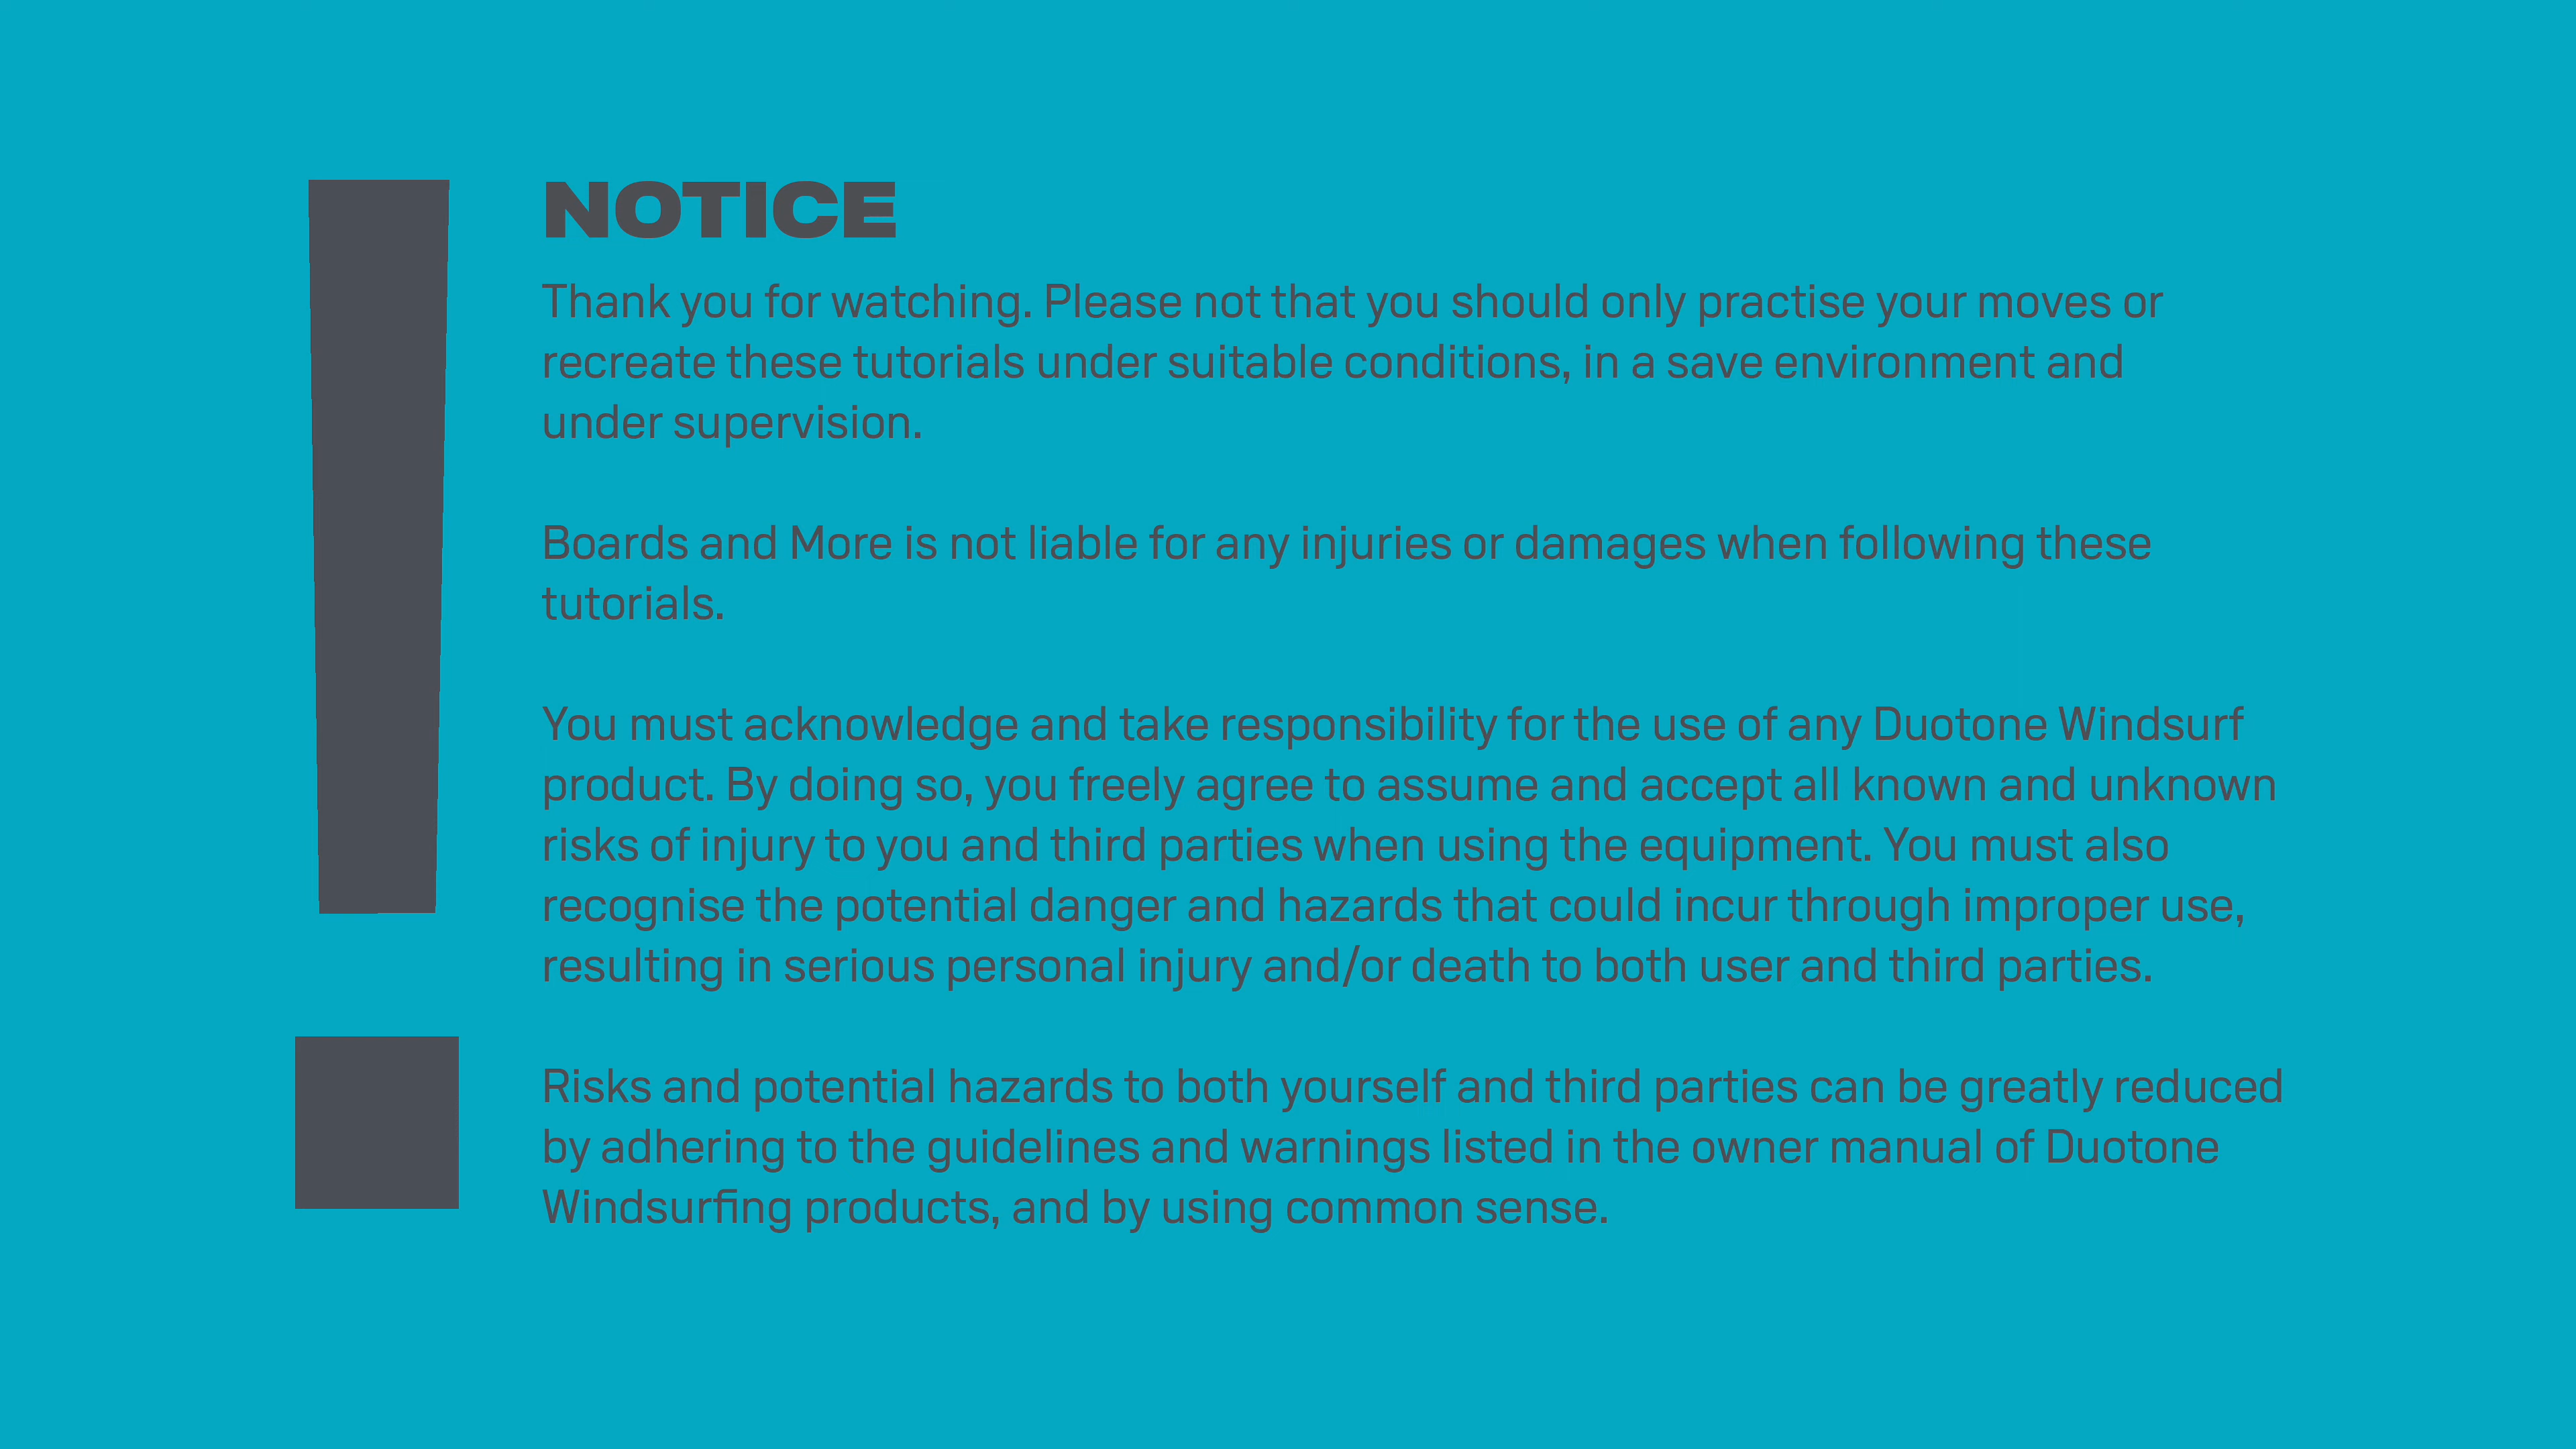 NOTICE
Thank you for watching. Please not that you should only practise your moves or
recreate these tutorials under suitable conditions, in a save environment and
under supervision.
Boards and More is not liable for any injuries or damages when following these
tutorials.
You must acknowledge and take responsibility for the use of any Duotone Windsurf
product. By doing so, you freely agree to assume and accept all known and unknown
risks of injury to you and third parties when using the equipment. You must also
recognise the potential danger and hazards that could incur through improper use,
resulting in serious personal injury and/or death to both user and third parties.
Risks and potential hazards to both yourself and third parties can be greatly reduced
by adhering to the guidelines and warnings listed in the owner manual of Duotone
Windsurfing products, and by using common sense.